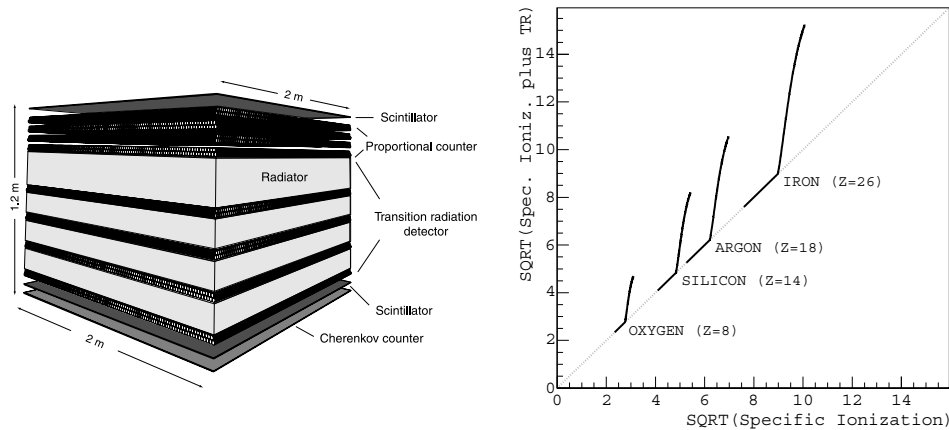 2 m
Scintillator
Proportional counter
Radiator
1.2 m
Transition radiation
detector
Scintillator
Cherenkov counter
2 m
SQRT(Spec. Ioniz. plus TR)
14
12
10
8
6
4
2
0
IRON (Z=26)
ARGON (Z=18)
SILICON (Z=14)
OXYGEN (Z=8)
0 2 4 6 8 10 12 14
SQRT(Specific Ionization)